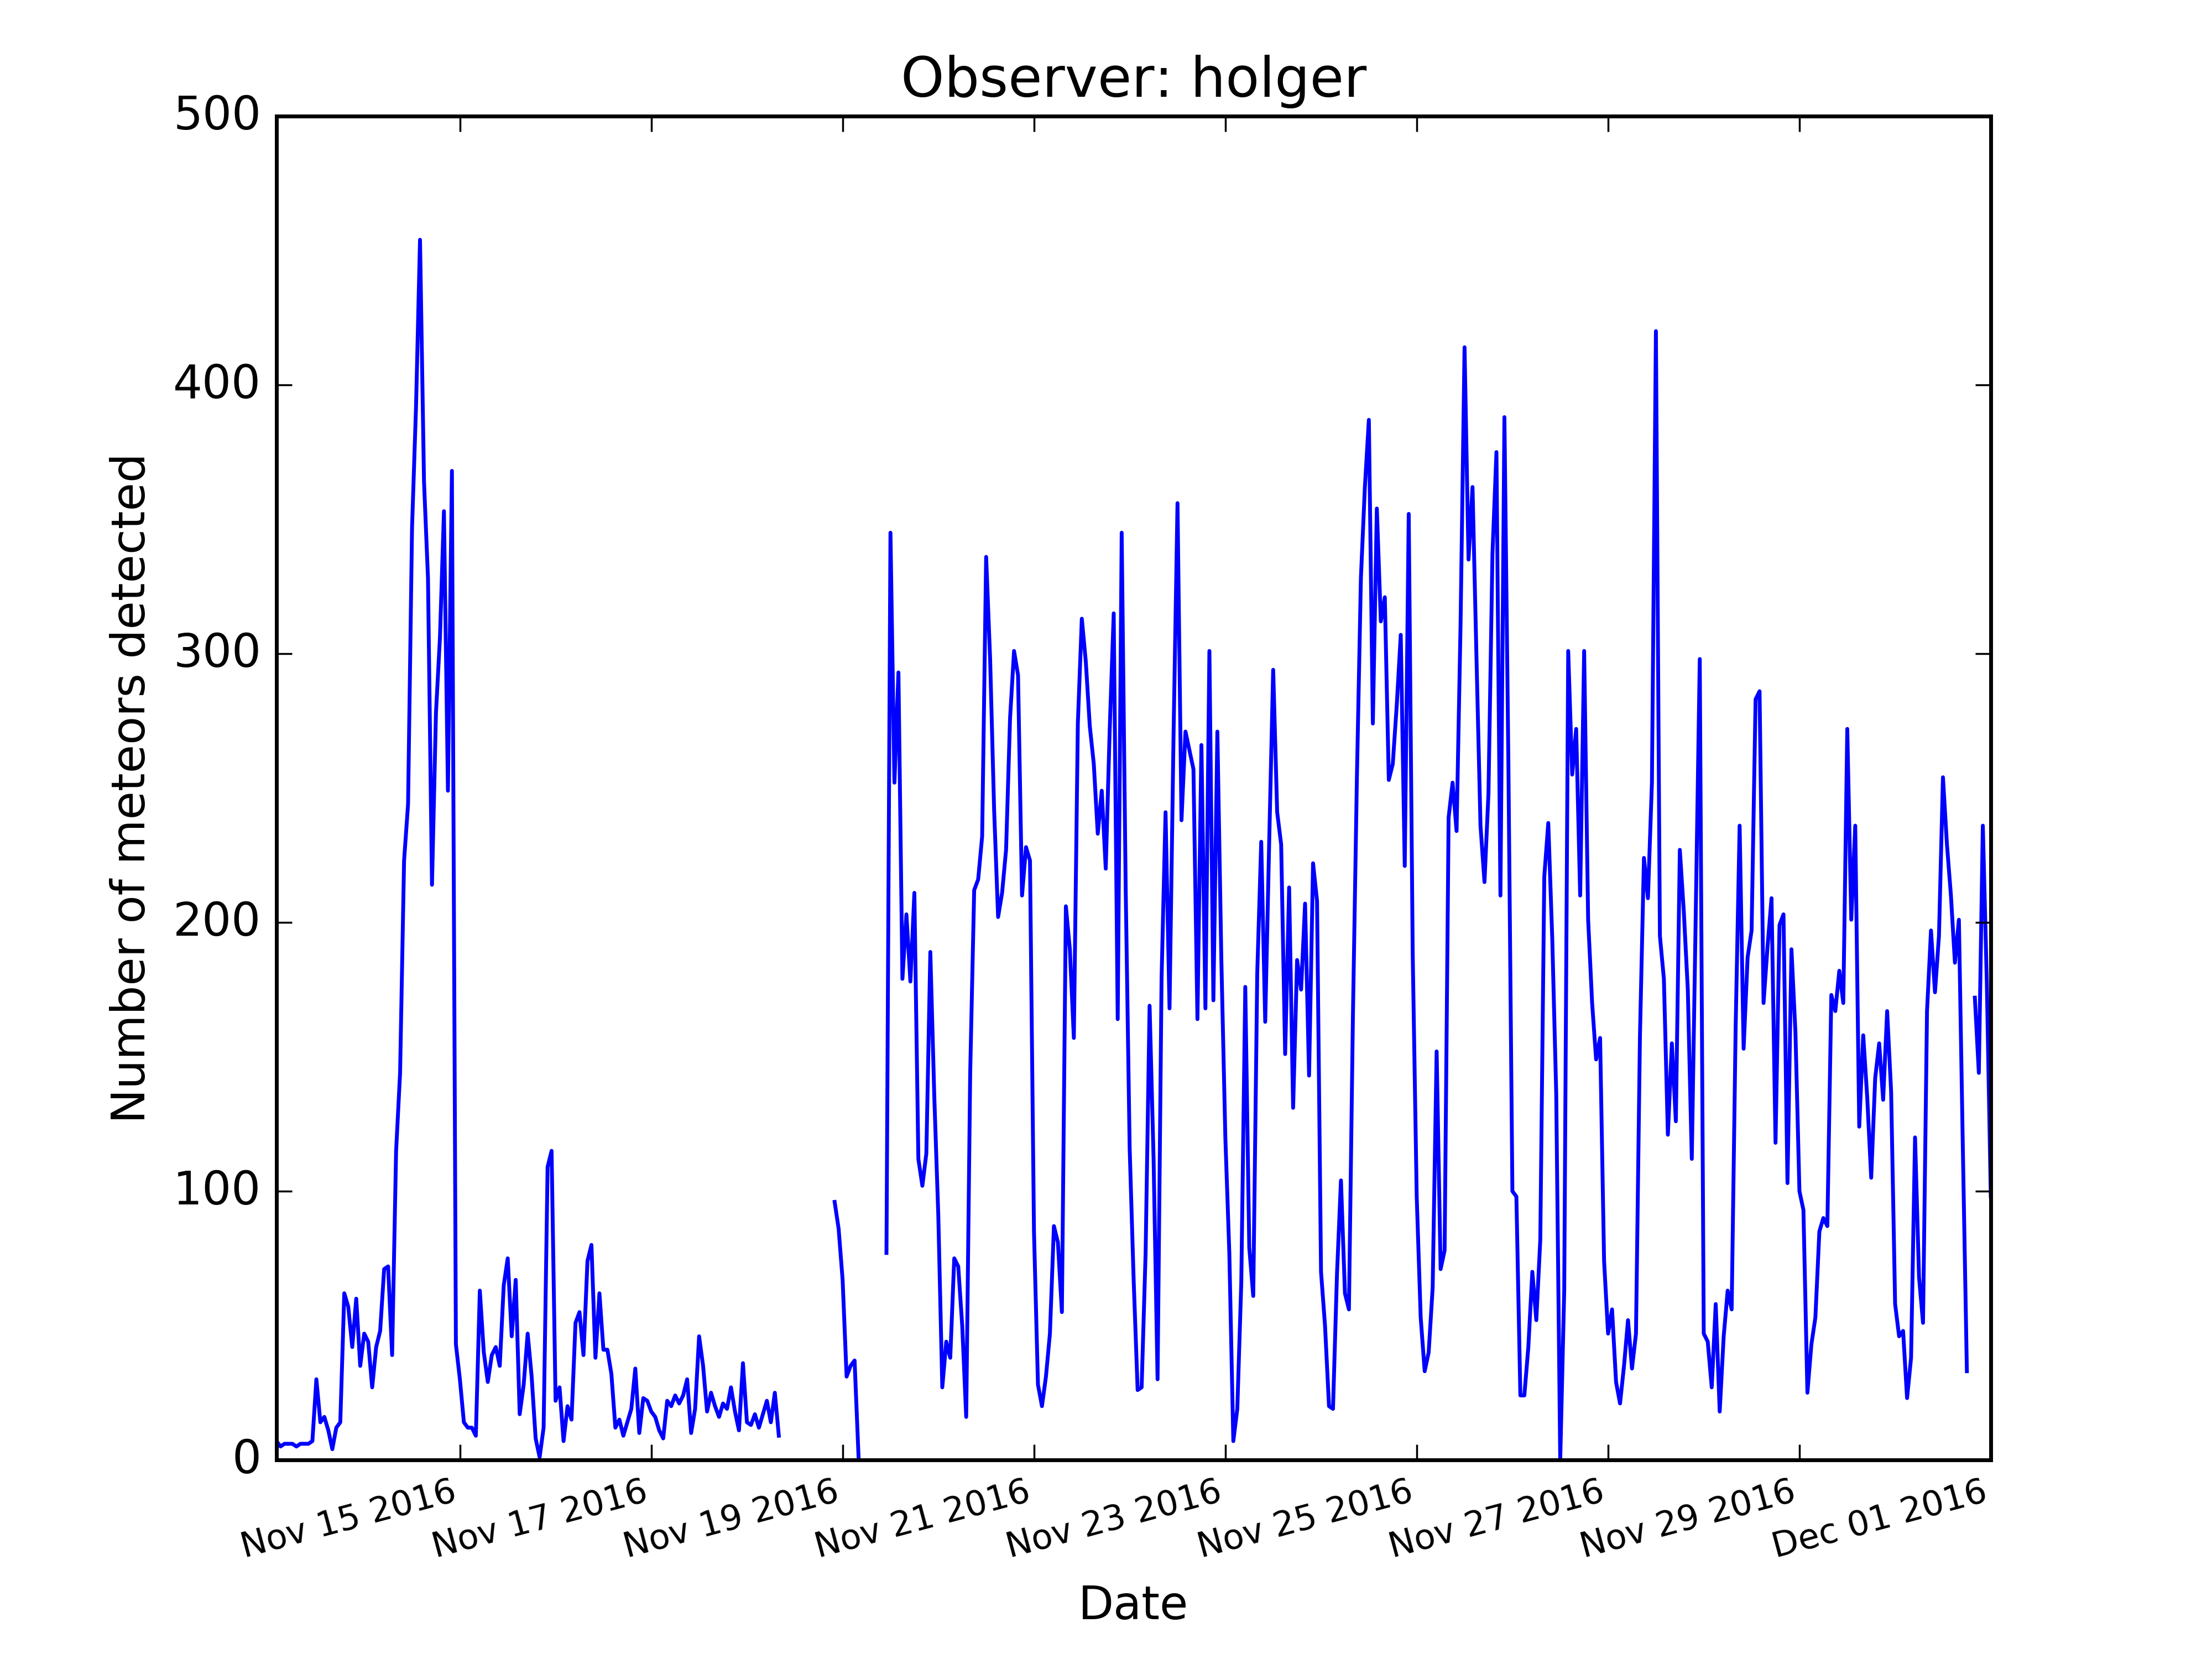 Observer: holger
500
400
300
200
100
0
Number of meteors detected
Nov 15 2016
Nov 17 2016
Nov 19 2016
Nov 21 2016
Nov 23 2016
Nov 25 2016
Nov 27 2016
Nov 29 2016
Dec 01 2016
Date